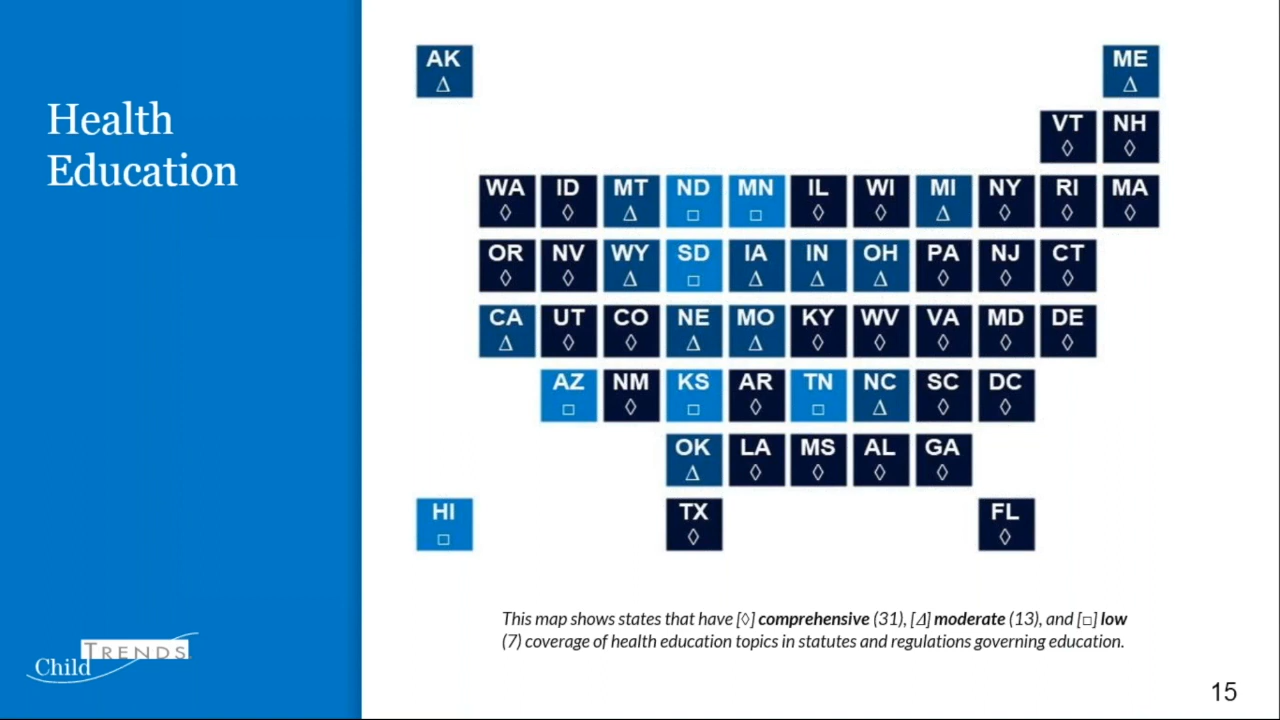 Health
Education
AK ME
Δ Δ
VT NH
◊ ◊
WA ID MT ND MN IL WI MI NY RI MA
◊ ◊ Δ □ □ ◊ ◊ Δ ◊ ◊ ◊
OR NV WY SD IA IN OH PA NJ CT
◊ ◊ Δ □ Δ Δ Δ ◊ ◊ ◊
CA UT CO NE MO KY WV VA MD DE
Δ ◊ ◊ Δ Δ ◊ ◊ ◊ ◊ ◊
AZ NM KS AR TN NC SC DC
□ ◊ □ ◊ □ Δ ◊ ◊
OK LA MS AL GA
Δ ◊ ◊ ◊ ◊
HI TX FL
□ ◊ ◊
This map shows states that have [◊] comprehensive (31), [Δ] moderate (13), and [□] low
(7) coverage of health education topics in statutes and regulations governing education.
Child TRENDS
15